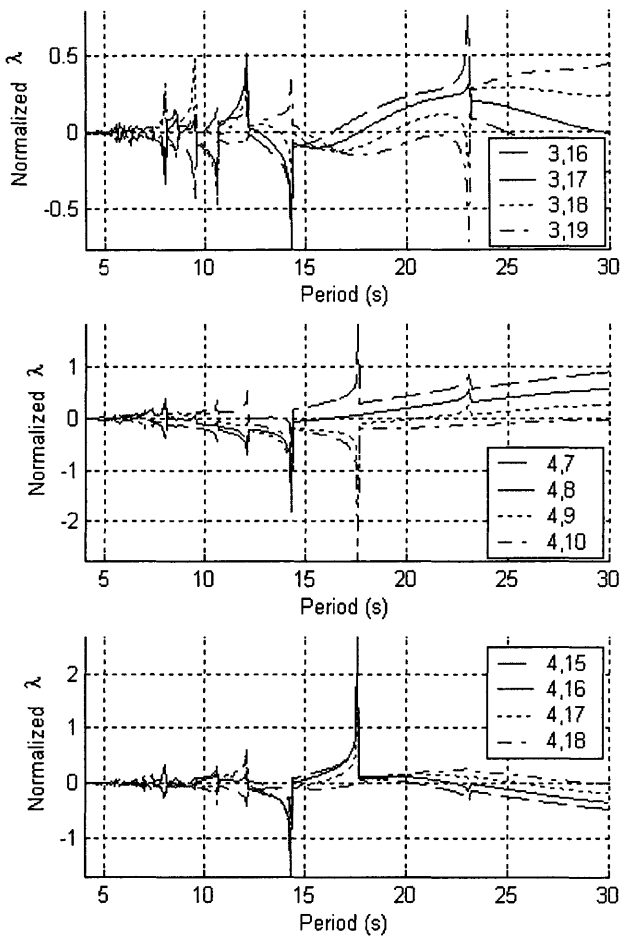 Normalized λ
0.5
0
-0.5
3,16
3,17
3,18
3,19
5 10 15 20 25 30
Period (s)
Normalized λ
1
0
-1
-2
4,7
4,8
4,9
4,10
5 10 15 20 25 30
Period (s)
Normalized λ
2
1
0
-1
4,15
4,16
4,17
4,18
5 10 15 20 25 30
Period (s)